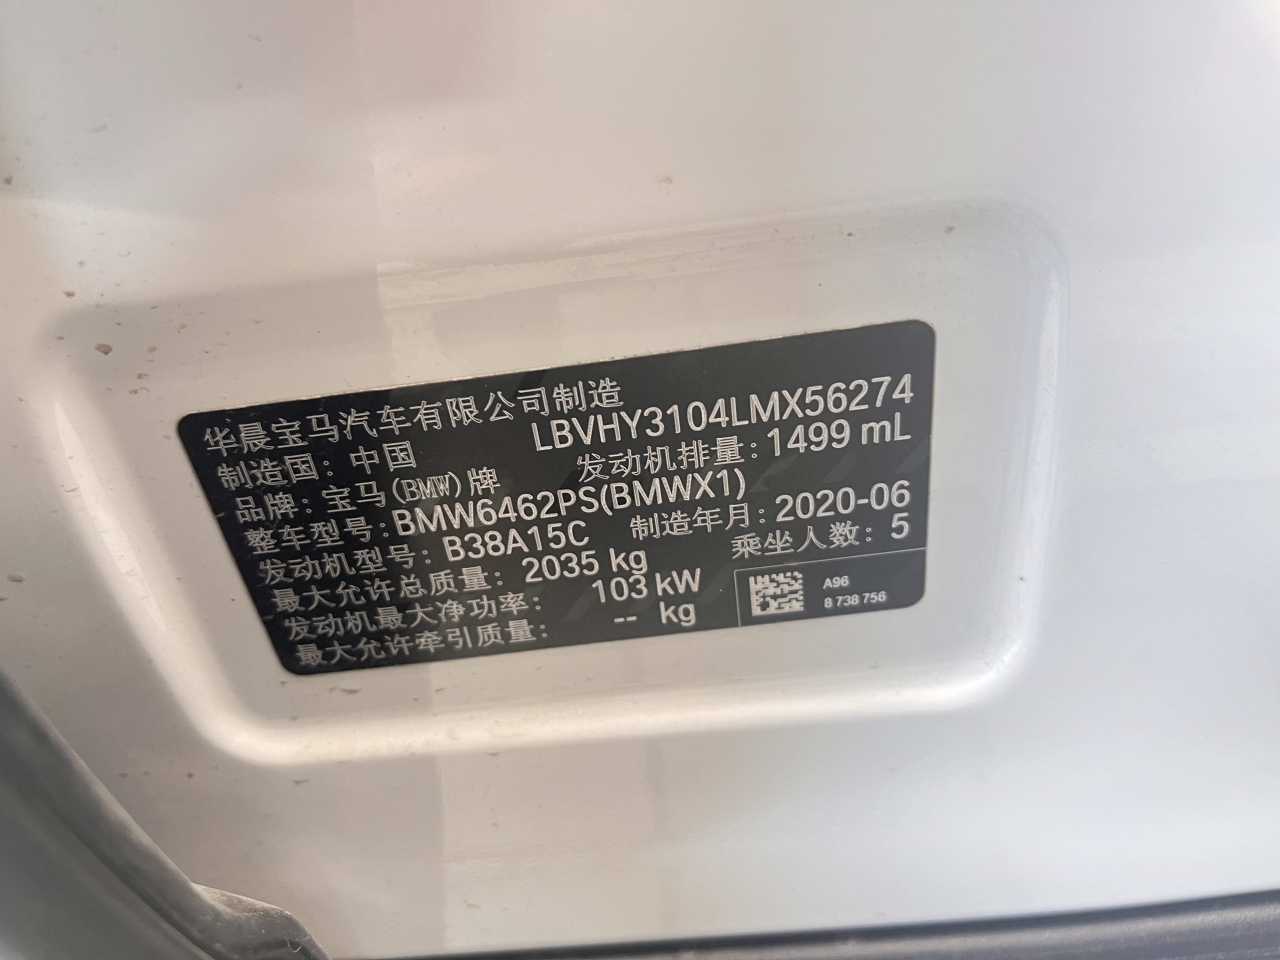 华晨宝马汽车有限公司制造
制造国：中国 LBVHY3104LMX56274
品牌：宝马(BMW)牌 发动机排量：1499 mL
整车型号：BMW6462PS(BMWX1)
发动机型号：B38A15C 制造年月：2020-06
最大允许总质量：2035 kg 乘坐人数：5
发动机最大净功率：103 kW
最大允许牵引质量：-- kg
A96
8 738 756